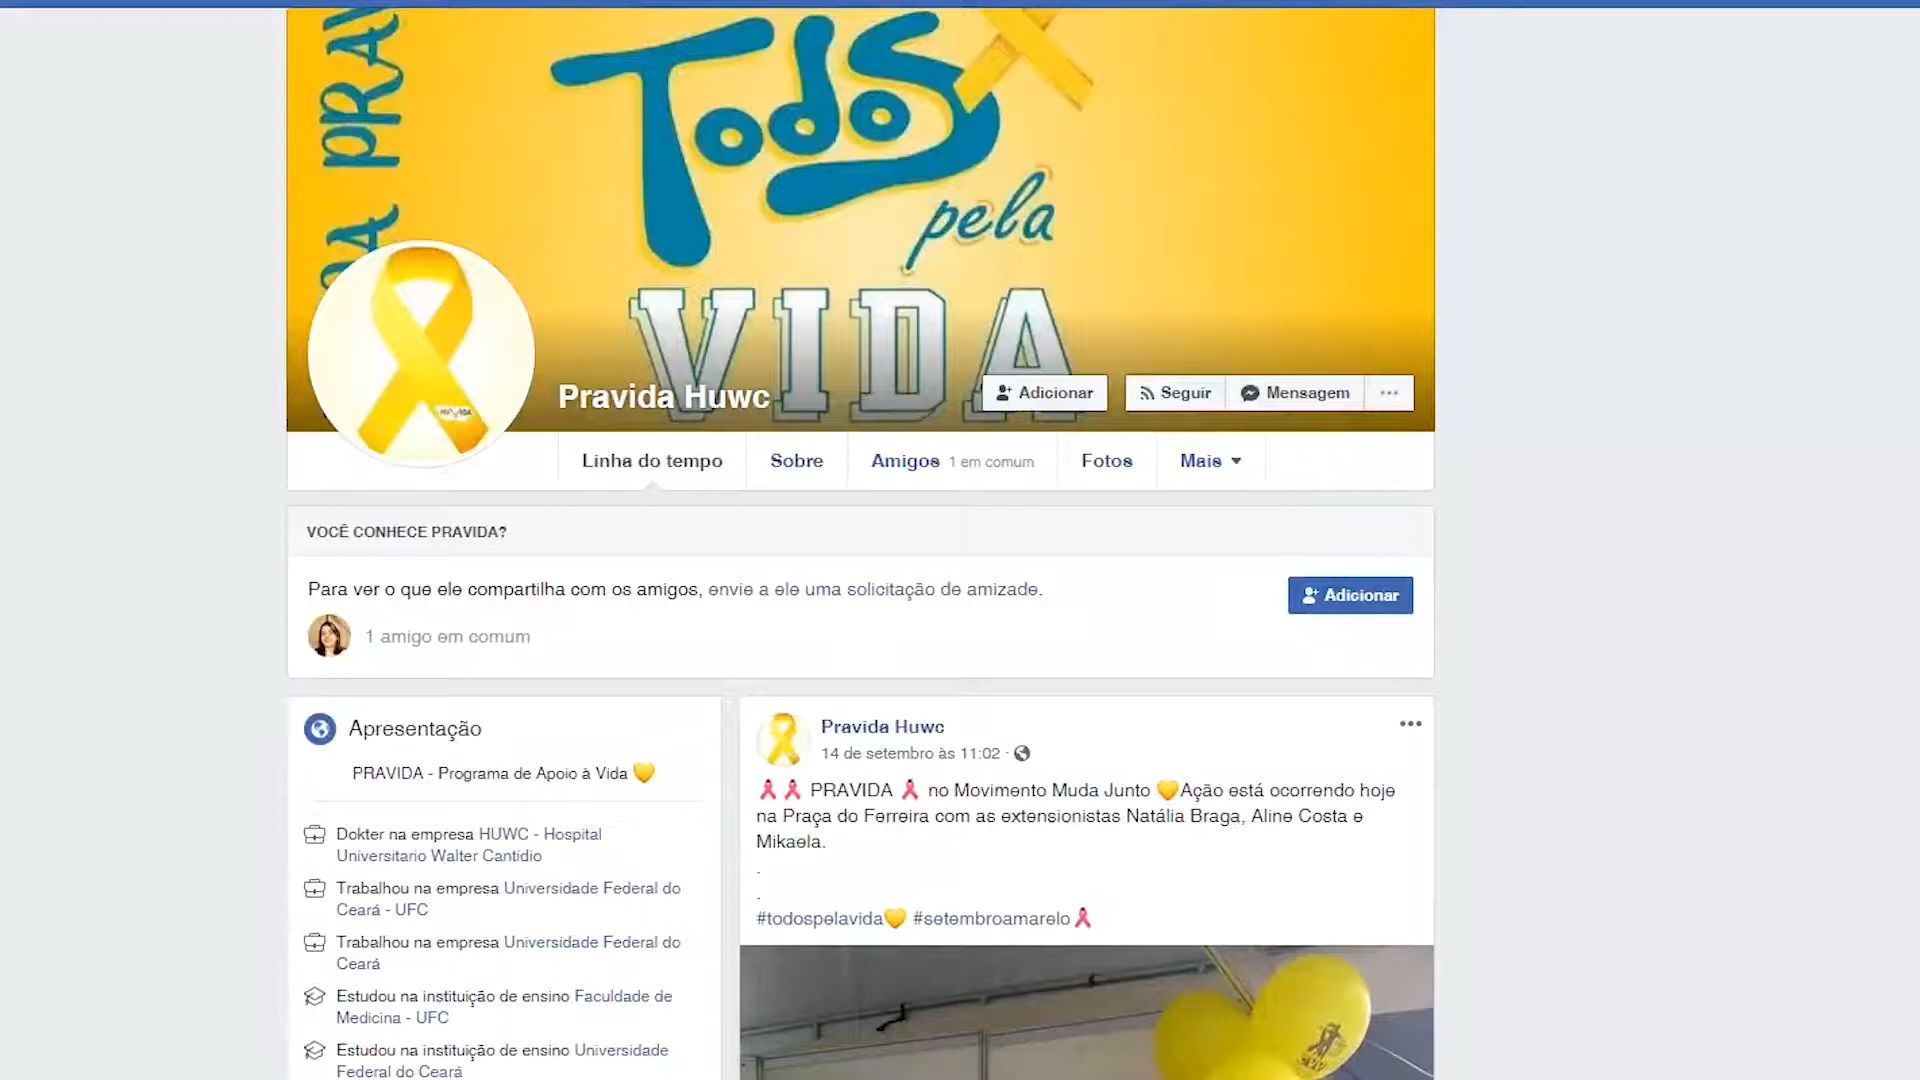 Todos
pela
VIDA
Pravida Huwc
Adicionar
Seguir
Mensagem
Linha do tempo
Sobre
Amigos 1 em comum
Fotos
Mais
VOCÊ CONHECE PRAVIDA?
Para ver o que ele compartilha com os amigos, envie a ele uma solicitação de amizade.
Adicionar
1 amigo em comum
Apresentação
PRAVIDA - Programa de Apoio à Vida 💛
Dokter na empresa HUWC - Hospital
Universitario Walter Cantídio
Trabalhou na empresa Universidade Federal do
Ceará - UFC
Trabalhou na empresa Universidade Federal do
Ceará
Estudou na instituição de ensino Faculdade de
Medicina - UFC
Estudou na instituição de ensino Universidade
Federal do Ceará
Pravida Huwc
14 de setembro às 11:02 ·
PRAVIDA no Movimento Muda Junto 💛Ação está ocorrendo hoje
na Praça do Ferreira com as extensionistas Natália Braga, Aline Costa e
Mikaela.
.
.
#todospelavida💛 #setembroamarelo